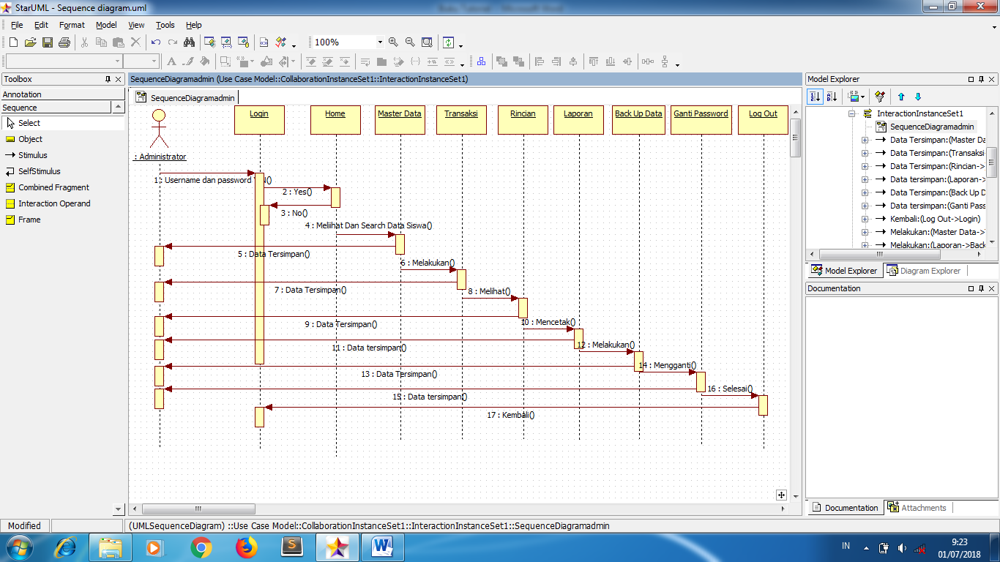 StarUML - Sequence diagram.uml
File Edit Format Model View Tools Help
100%
Toolbox
Annotation
Sequence
Select
Object
Stimulus
SelfStimulus
Combined Fragment
Interaction Operand
Frame
SequenceDiagramadmin (Use Case Model::CollaborationInstanceSet1::InteractionInstanceSet1)
SequenceDiagramadmin
Login Home Master Data Transaksi Rincian Laporan Back Up Data Ganti Password Log Out
: Administrator
1 : Username dan password
2 : Yes()
3 : No()
4 : Meliihat Dan Search Data Siswa()
5 : Data Tersimpan()
6 : Melakukan()
7 : Data Tersimpan()
8 : Melihat()
9 : Data Tersimpan()
10 : Mencetak()
11 : Data tersimpan()
12 : Melakukan()
13 : Data Tersimpan()
14 : Mengganti()
15 : Data tersimpan()
16 : Selesai()
17 : Kembali()
Model Explorer
InteractionInstanceSet1
SequenceDiagramadmin
Data Tersimpan:(Master Da
Data Tersimpan:(Transaksi
Data Tersimpan:(Rincian->
Data tersimpan:(Laporan->
Data Tersimpan:(Back Up D
Data tersimpan:(Ganti Pass
Kembali:(Log Out->Login)
Melakukan:(Master Data->
Melakukan:(Laporan->Back
Model Explorer Diagram Explorer
Documentation
Documentation Attachments
Modified
(UMLSequenceDiagram) ::Use Case Model::CollaborationInstanceSet1::InteractionInstanceSet1::SequenceDiagramadmin
IN
9:23
01/07/2018